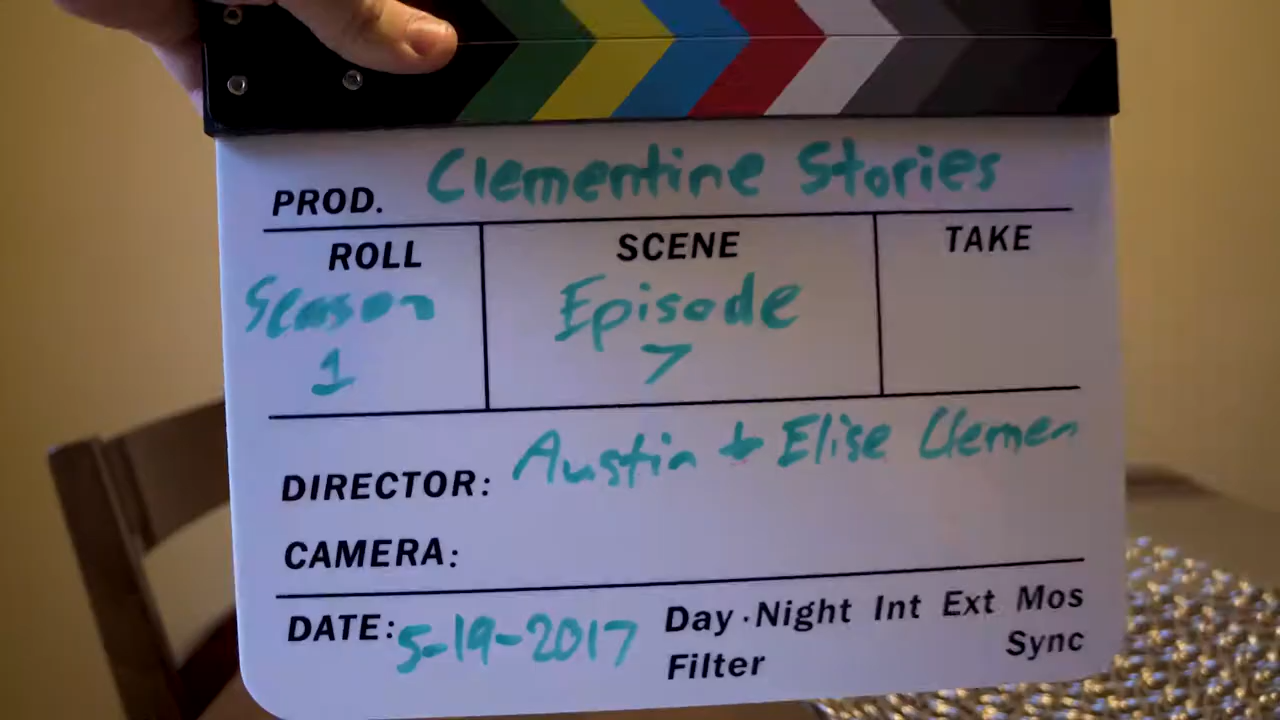 PROD. Clementine Stories
ROLL SCENE TAKE
Season Episode
1 7
DIRECTOR: Austin + Elise Clemen
CAMERA:
DATE: 5-19-2017 Day · Night Int Ext Mos
Filter Sync